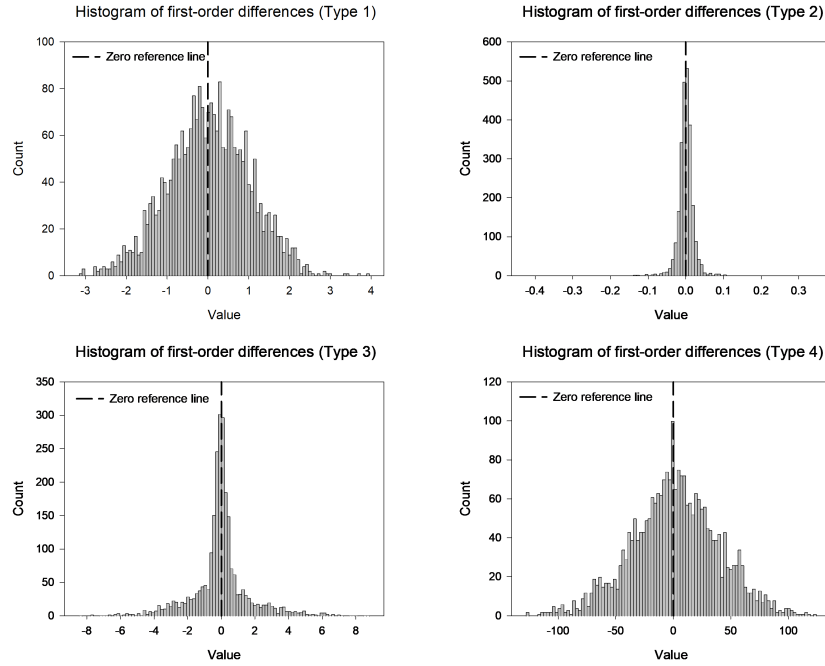 Histogram of first-order differences (Type 1)
100
80
60
40
20
0
Count
Zero reference line
-3 -2 -1 0 1 2 3 4
Value
Histogram of first-order differences (Type 2)
600
500
400
300
200
100
0
Count
Zero reference line
-0.4 -0.3 -0.2 -0.1 0.0 0.1 0.2 0.3
Value
Histogram of first-order differences (Type 3)
350
300
250
200
150
100
50
0
Count
Zero reference line
-8 -6 -4 -2 0 2 4 6 8
Value
Histogram of first-order differences (Type 4)
120
100
80
60
40
20
0
Count
Zero reference line
-100 -50 0 50 100
Value